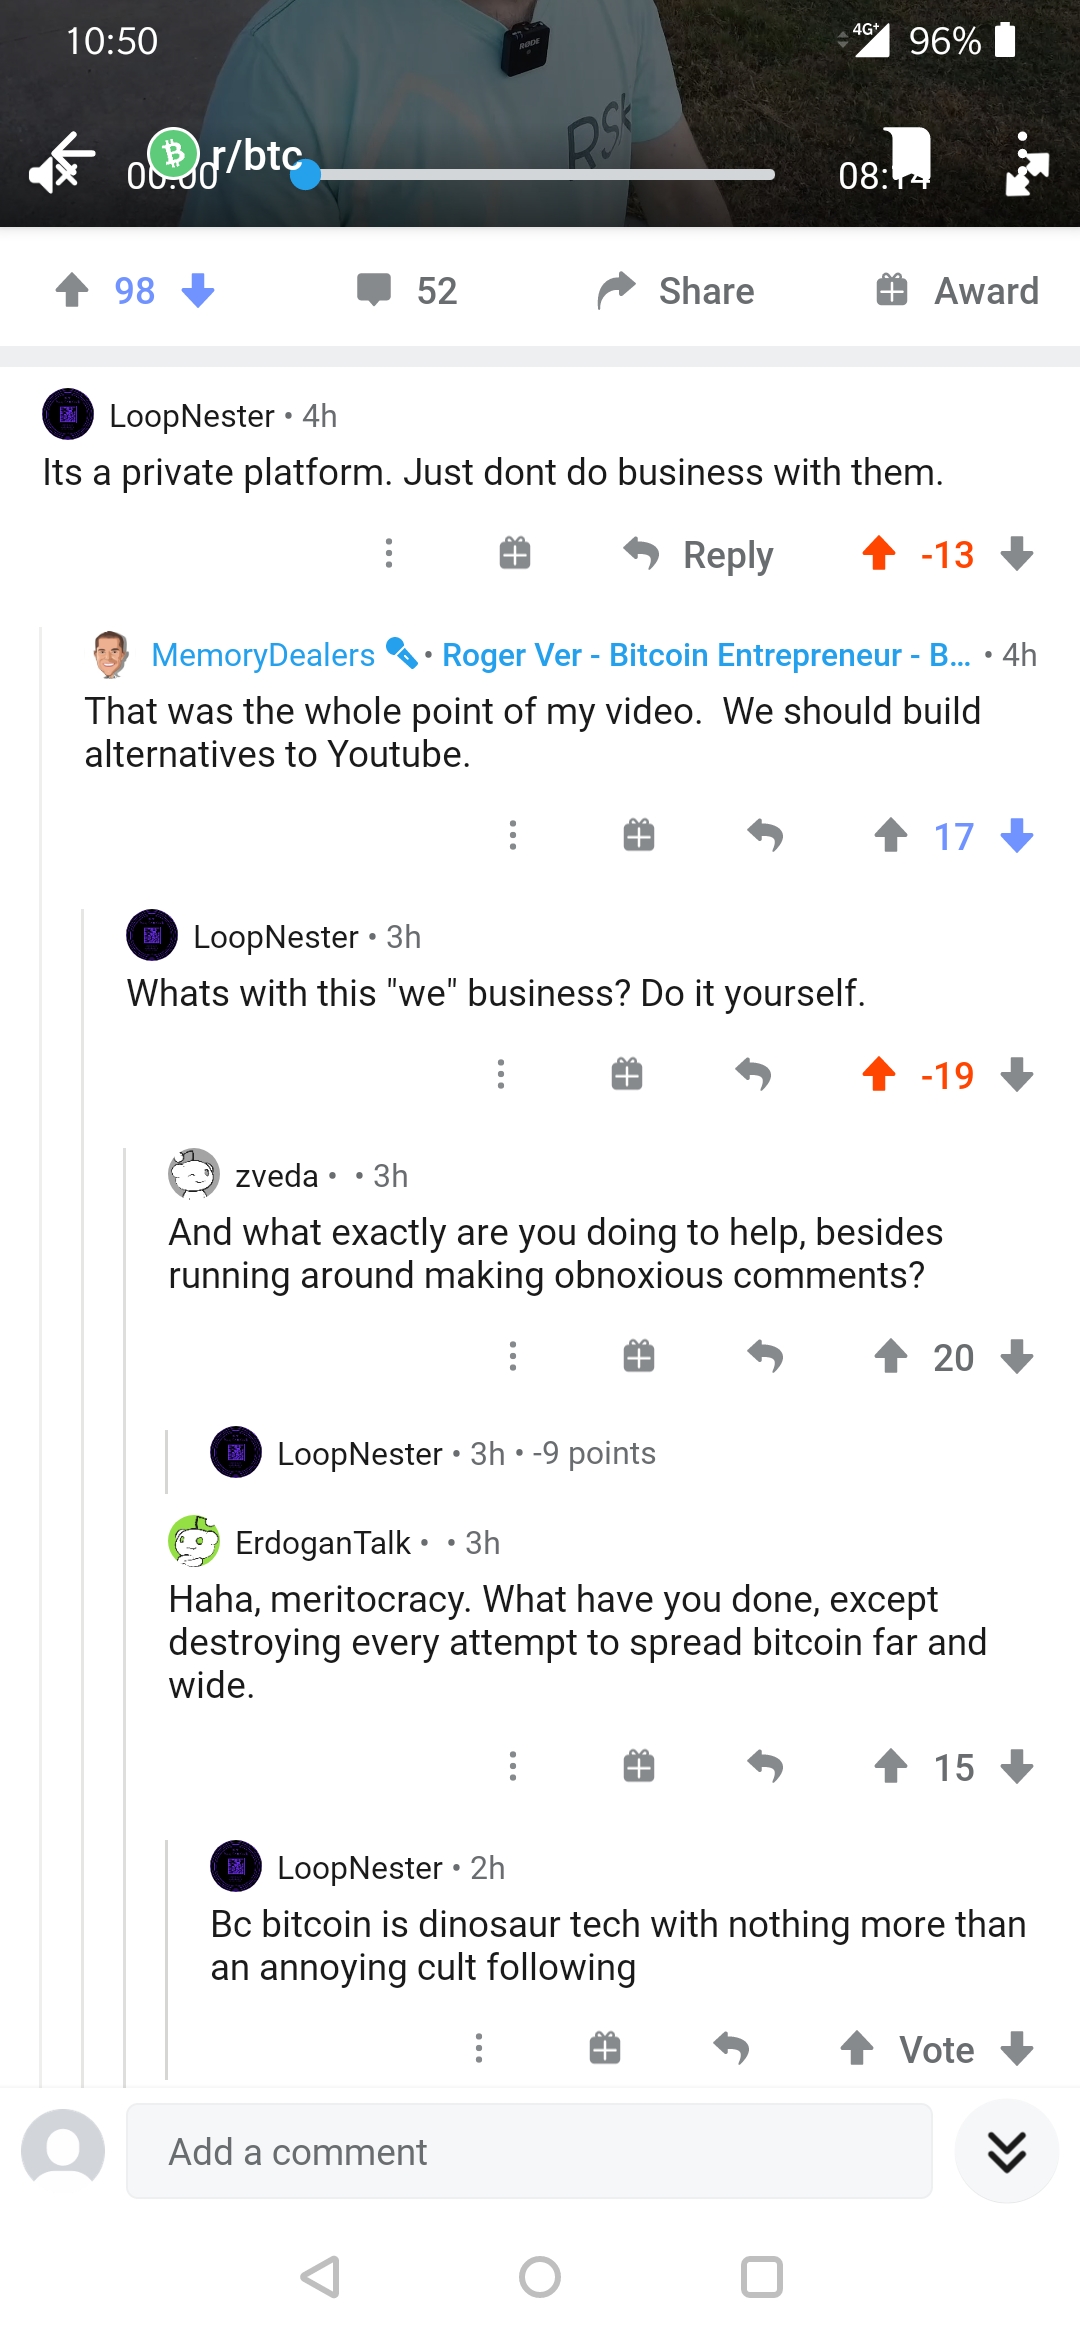 10:50
4G+
96%
RODE
RSK
r/btc
00:00
08:14
98
52
Share
Award
LoopNester • 4h
Its a private platform. Just dont do business with them.
Reply
-13
MemoryDealers • Roger Ver - Bitcoin Entrepreneur - B... • 4h
That was the whole point of my video.  We should build
alternatives to Youtube.
17
LoopNester • 3h
Whats with this "we" business? Do it yourself.
-19
zveda • • 3h
And what exactly are you doing to help, besides
running around making obnoxious comments?
20
LoopNester • 3h • -9 points
ErdoganTalk • • 3h
Haha, meritocracy. What have you done, except
destroying every attempt to spread bitcoin far and
wide.
15
LoopNester • 2h
Bc bitcoin is dinosaur tech with nothing more than
an annoying cult following
Vote
Add a comment